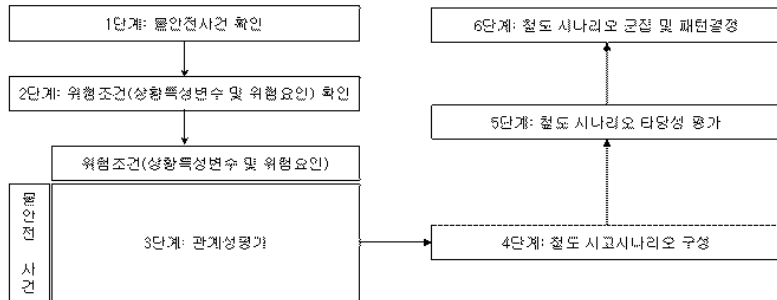 1단계: 불안전사건 확인
2단계: 위험조건(상황특성변수 및 위험요인) 확인
위험조건(상황특성변수 및 위험요인)
불안전 사건
3단계: 관계성평가
4단계: 철도 사고시나리오 구성
5단계: 철도 시나리오 타당성 평가
6단계: 철도 시나리오 군집 및 패턴결정